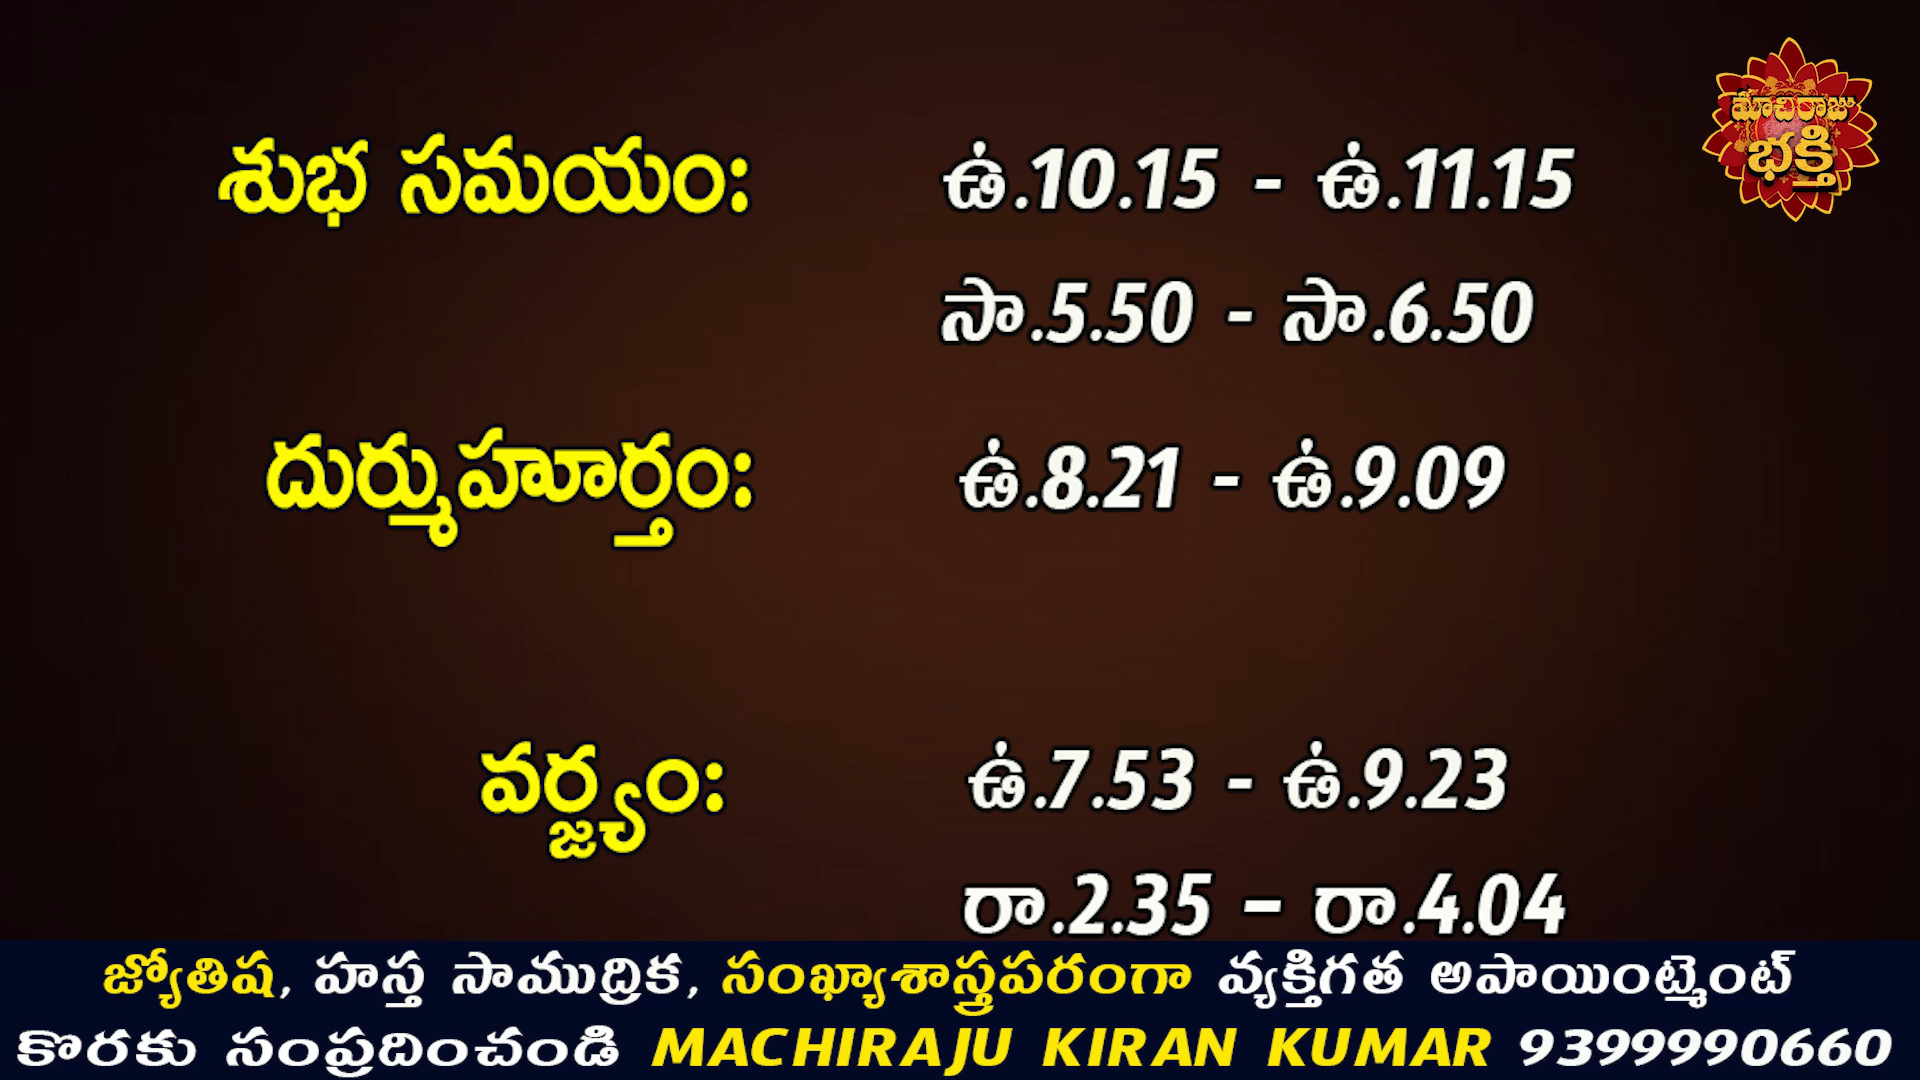 మాచిరాజు
భక్తి
శుభ సమయం: ఉ.10.15 - ఉ.11.15
సా.5.50 - సా.6.50
దుర్ముహూర్తం: ఉ.8.21 - ఉ.9.09
వర్జ్యం: ఉ.7.53 - ఉ.9.23
రా.2.35 – రా.4.04
జ్యోతిష, హస్త సాముద్రిక, సంఖ్యాశాస్త్రపరంగా వ్యక్తిగత అపాయింట్మెంట్
కొరకు సంప్రదించండి MACHIRAJU KIRAN KUMAR 9399990660